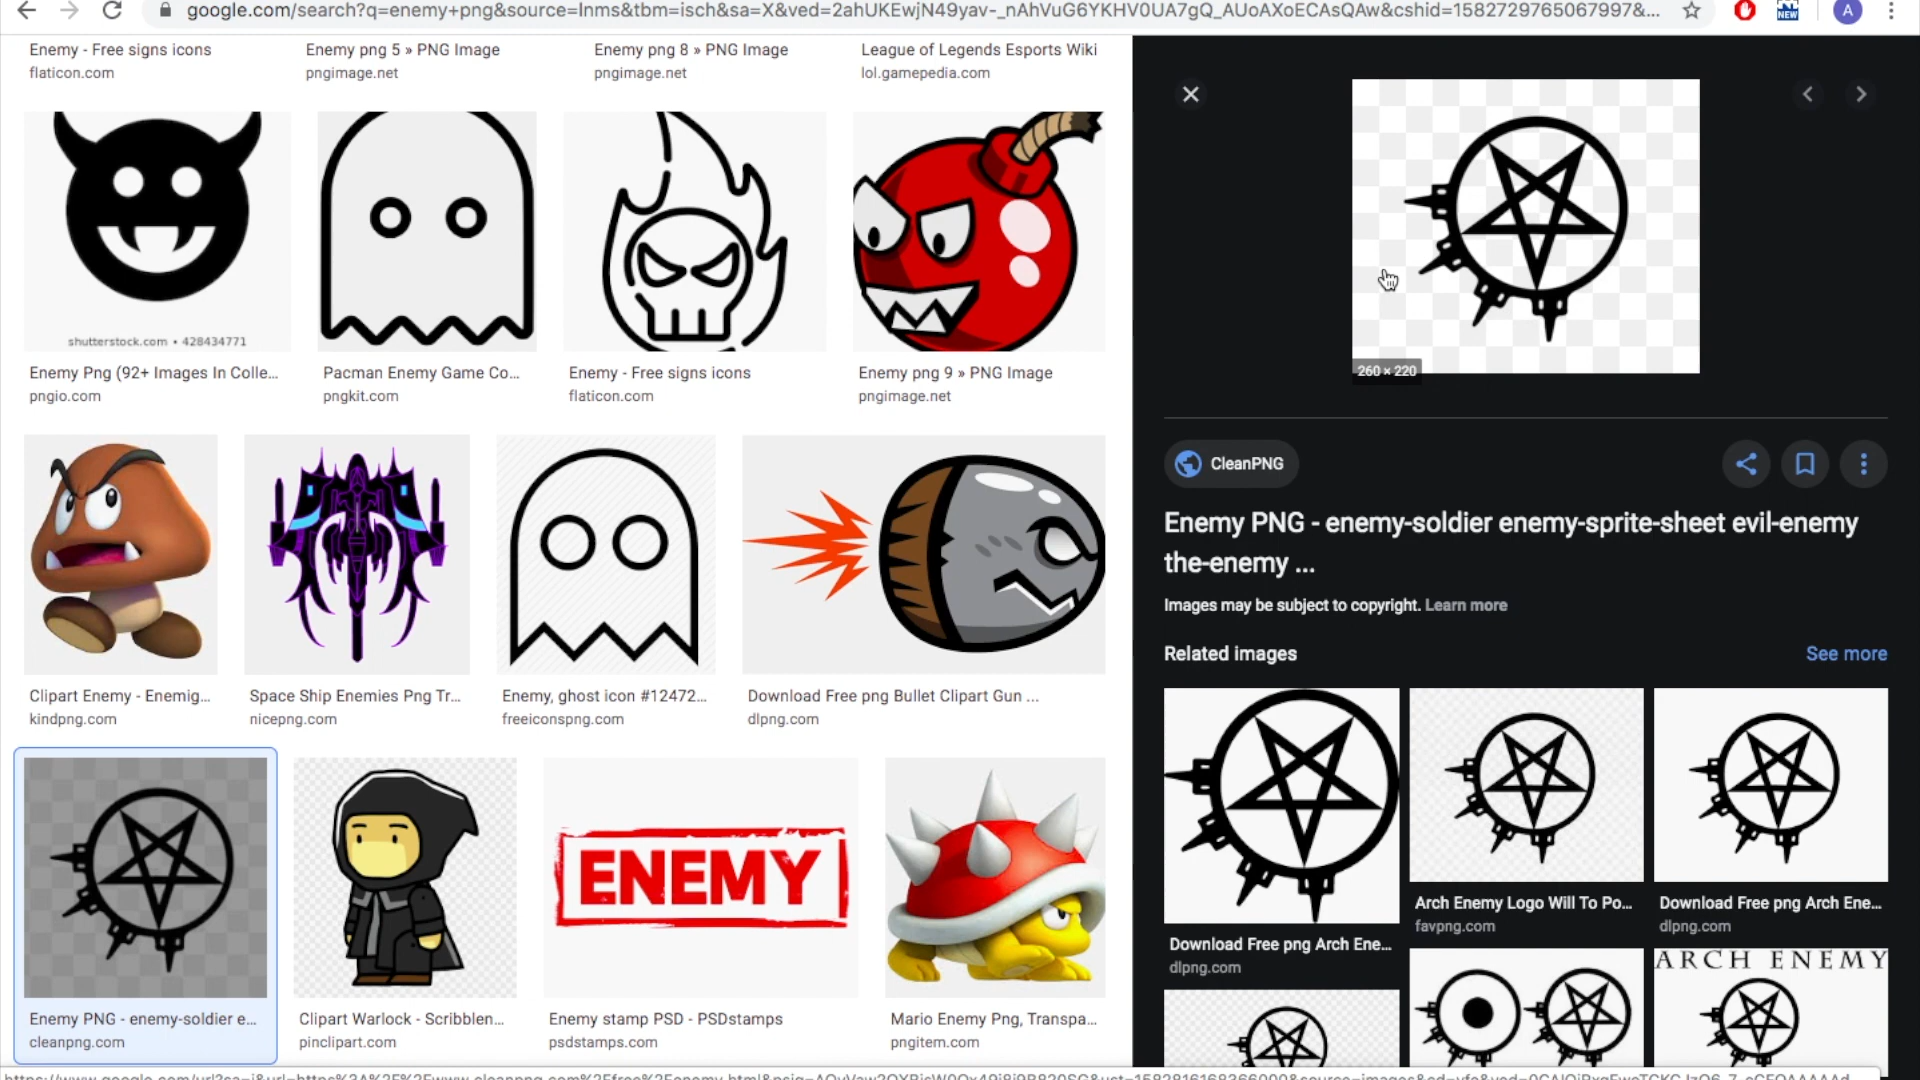 google.com/search?q=enemy+png&source=lnms&tbm=isch&sa=X&ved=2ahUKEwjN49yav-_nAhVuG6YKHV0UA7gQ_AUoAXoECAsQAw&cshid=1582729765067997&...
NEW
A
Enemy - Free signs icons
flaticon.com
Enemy png 5 » PNG Image
pngimage.net
Enemy png 8 » PNG Image
pngimage.net
League of Legends Esports Wiki
lol.gamepedia.com
shutterstock.com • 428434771
Enemy Png (92+ Images In Colle...
pngio.com
Pacman Enemy Game Co...
pngkit.com
Enemy - Free signs icons
flaticon.com
Enemy png 9 » PNG Image
pngimage.net
Clipart Enemy - Enemig...
kindpng.com
Space Ship Enemies Png Tr...
nicepng.com
Enemy, ghost icon #12472...
freeiconspng.com
Download Free png Bullet Clipart Gun ...
dlpng.com
ENEMY
Enemy PNG - enemy-soldier e...
cleanpng.com
Clipart Warlock - Scribblen...
pinclipart.com
Enemy stamp PSD - PSDstamps
psdstamps.com
Mario Enemy Png, Transpa...
pngitem.com
260 × 220
CleanPNG
Enemy PNG - enemy-soldier enemy-sprite-sheet evil-enemy
the-enemy ...
Images may be subject to copyright. Learn more
Related images
See more
Download Free png Arch Ene...
dlpng.com
Arch Enemy Logo Will To Po...
favpng.com
Download Free png Arch Ene...
dlpng.com
ARCH ENEMY